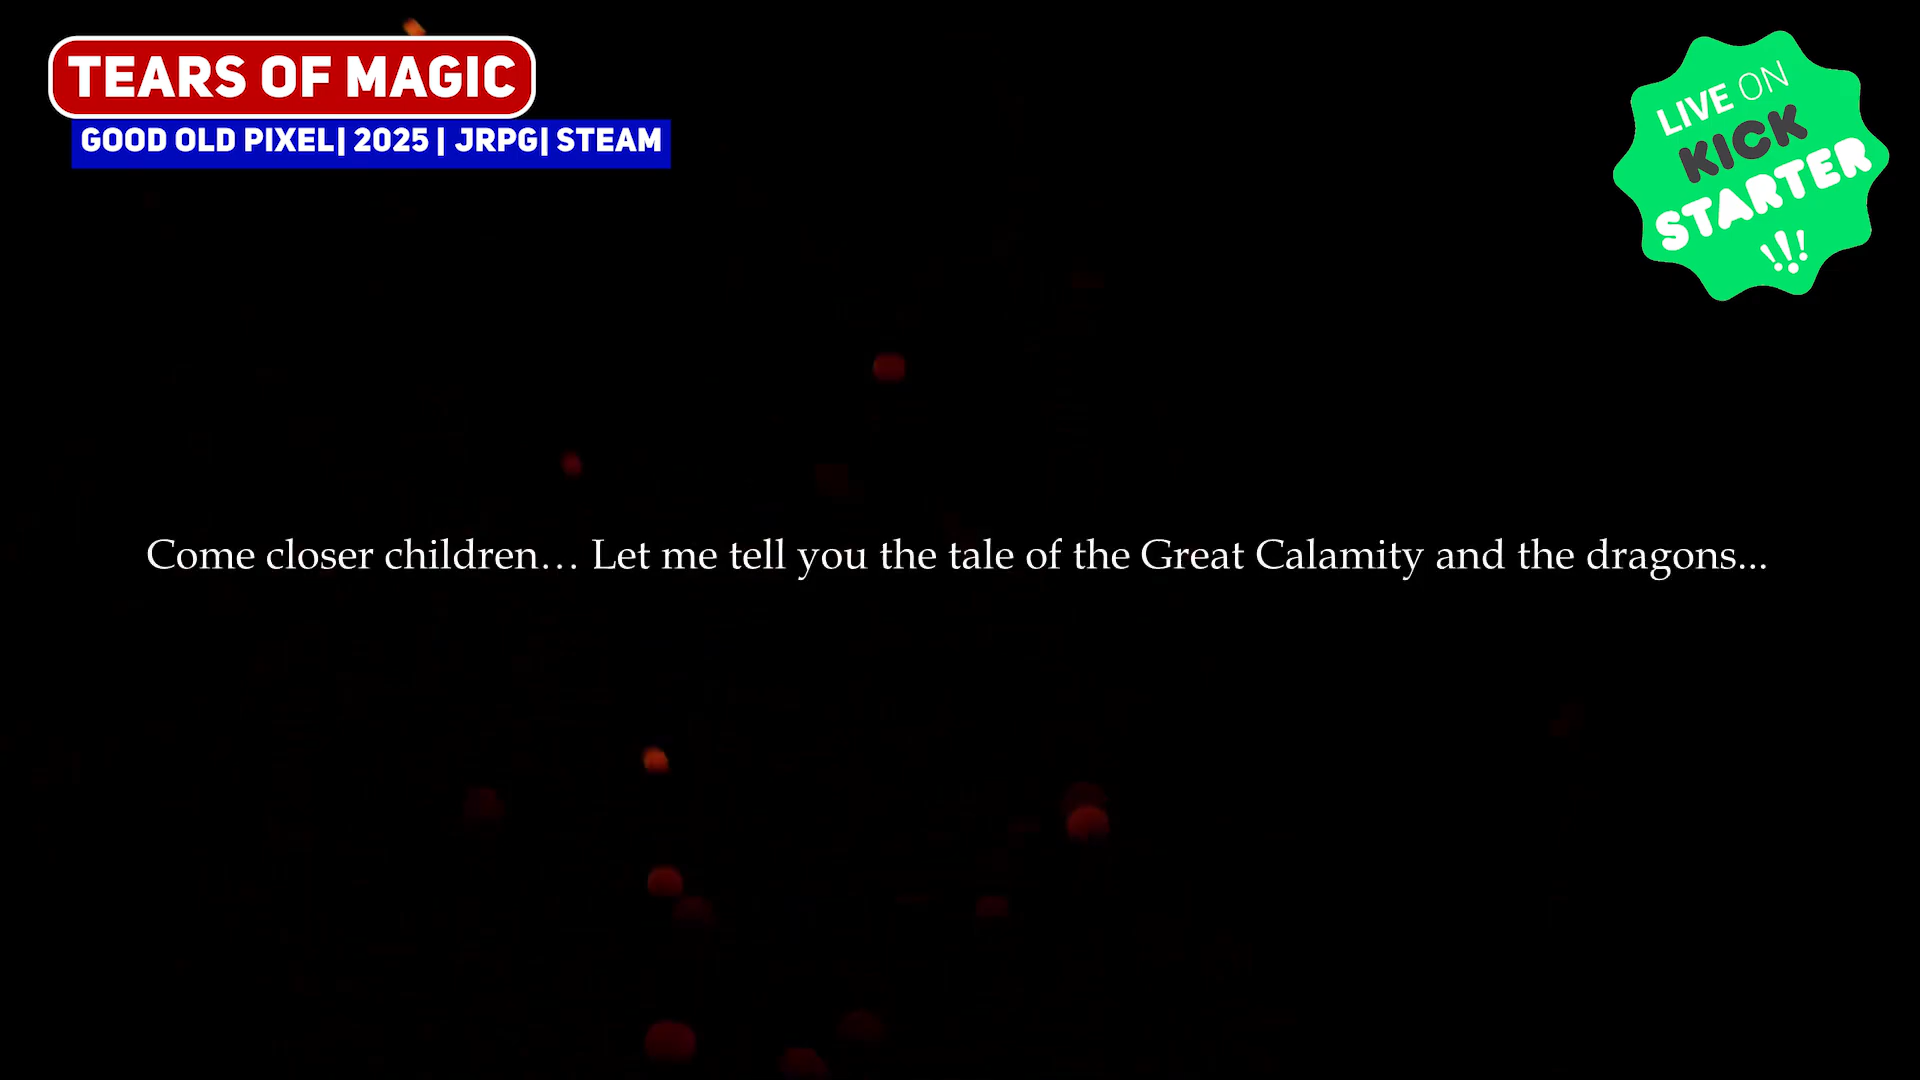 TEARS OF MAGIC
GOOD OLD PIXEL| 2025 | JRPG| STEAM
LIVE ON
KICK
STARTER
!!!
Come closer children… Let me tell you the tale of the Great Calamity and the dragons...